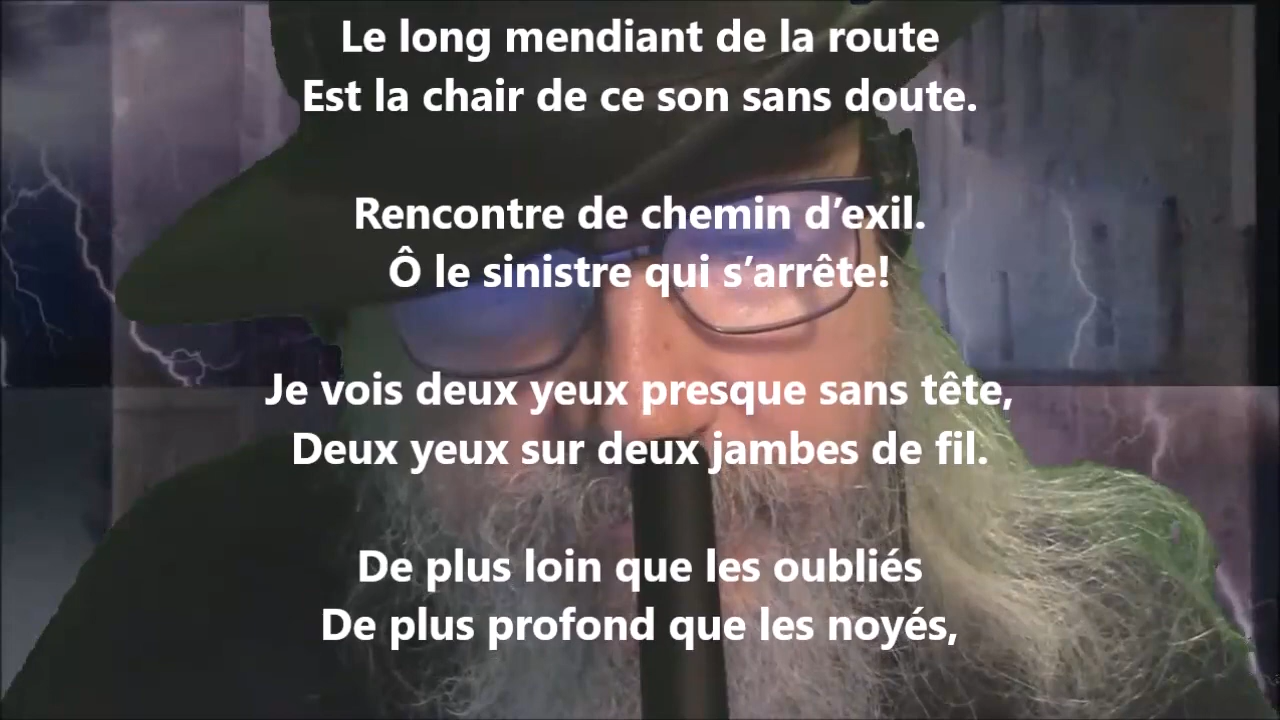 Le long mendiant de la route
Est la chair de ce son sans doute.
Rencontre de chemin d’exil.
Ô le sinistre qui s’arrête!
Je vois deux yeux presque sans tête,
Deux yeux sur deux jambes de fil.
De plus loin que les oubliés
De plus profond que les noyés,